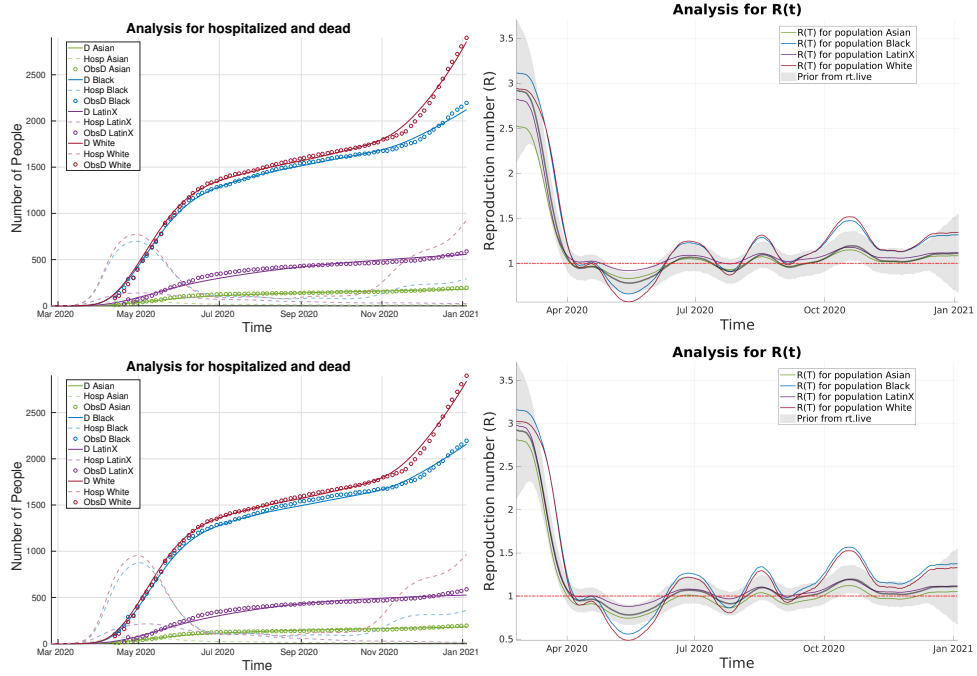 Analysis for hospitalized and dead
Number of People
2500
2000
1500
1000
500
0
D Asian
Hosp Asian
ObsD Asian
D Black
Hosp Black
ObsD Black
D LatinX
Hosp LatinX
ObsD LatinX
D White
Hosp White
ObsD White
Mar 2020
May 2020
Jul 2020
Sep 2020
Nov 2020
Jan 2021
Time
Analysis for R(t)
Reproduction number (R)
3.5
3
2.5
2
1.5
1
R(T) for population Asian
R(T) for population Black
R(T) for population LatinX
R(T) for population White
Prior from rt.live
Apr 2020
Jul 2020
Oct 2020
Jan 2021
Time
Analysis for hospitalized and dead
Number of People
2500
2000
1500
1000
500
0
D Asian
Hosp Asian
ObsD Asian
D Black
Hosp Black
ObsD Black
D LatinX
Hosp LatinX
ObsD LatinX
D White
Hosp White
ObsD White
Mar 2020
May 2020
Jul 2020
Sep 2020
Nov 2020
Jan 2021
Time
Analysis for R(t)
Reproduction number (R)
3.5
3
2.5
2
1.5
1
0.5
R(T) for population Asian
R(T) for population Black
R(T) for population LatinX
R(T) for population White
Prior from rt.live
Apr 2020
Jul 2020
Oct 2020
Jan 2021
Time